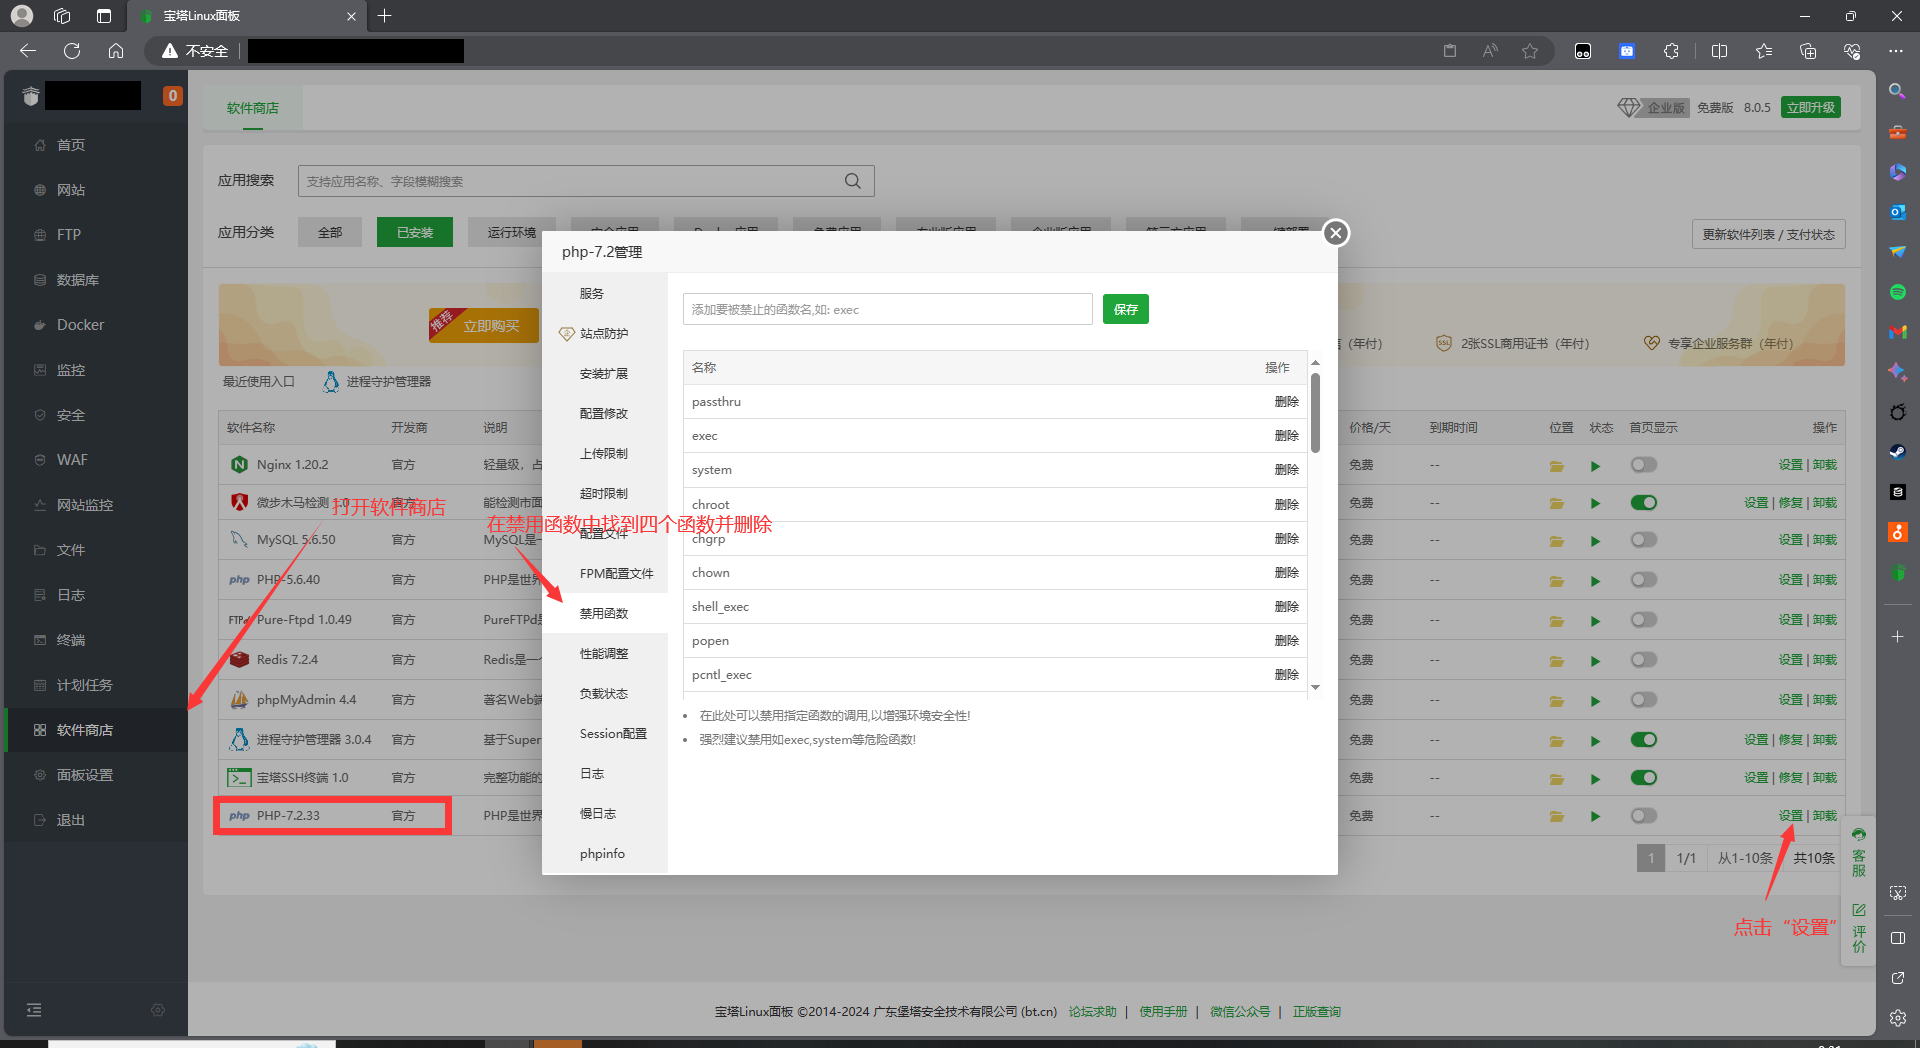 宝塔Linux面板
不安全
0
首页
网站
FTP
数据库
Docker
监控
安全
WAF
网站监控
文件
日志
终端
计划任务
软件商店
面板设置
退出
软件商店
企业版 免费版 8.0.5 立即升级
应用搜索 支持应用名称、字段模糊搜索
应用分类 全部 已安装 运行环境
更新软件列表 / 支付状态
推荐 立即购买
(年付) SSL 2张SSL商用证书 (年付) 专享企业服务群 (年付)
最近使用入口 进程守护管理器
软件名称 开发商 说明 价格/天 到期时间 位置 状态 首页显示 操作
Nginx 1.20.2 官方 轻量级，占 免费 -- 设置 | 卸载
微步木马检测 1.0 官方 能检测市面 免费 -- 设置 | 修复 | 卸载
MySQL 5.6.50 官方 MySQL是一 免费 -- 设置 | 卸载
php PHP-5.6.40 官方 PHP是世界 免费 -- 设置 | 卸载
Pure-Ftpd 1.0.49 官方 PureFTPd是 免费 -- 设置 | 卸载
Redis 7.2.4 官方 Redis是一个 免费 -- 设置 | 卸载
phpMyAdmin 4.4 官方 著名Web端 免费 -- 设置 | 卸载
进程守护管理器 3.0.4 官方 基于Super 免费 -- 设置 | 修复 | 卸载
宝塔SSH终端 1.0 官方 完整功能的 免费 -- 设置 | 修复 | 卸载
php PHP-7.2.33 官方 PHP是世界 免费 -- 设置 | 卸载
1 1/1 从1-10条 共10条
php-7.2管理
服务
站点防护
安装扩展
配置修改
上传限制
超时限制
配置文件
FPM配置文件
禁用函数
性能调整
负载状态
Session配置
日志
慢日志
phpinfo
添加要被禁止的函数名,如: exec 保存
名称 操作
passthru 删除
exec 删除
system 删除
chroot 删除
chgrp 删除
chown 删除
shell_exec 删除
popen 删除
pcntl_exec 删除
在此处可以禁用指定函数的调用,以增强环境安全性!
强烈建议禁用如exec,system等危险函数!
打开软件商店
在禁用函数中找到四个函数并删除
点击“设置”
客服
评价
宝塔Linux面板 ©2014-2024 广东堡塔安全技术有限公司 (bt.cn) 论坛求助 | 使用手册 | 微信公众号 | 正版查询